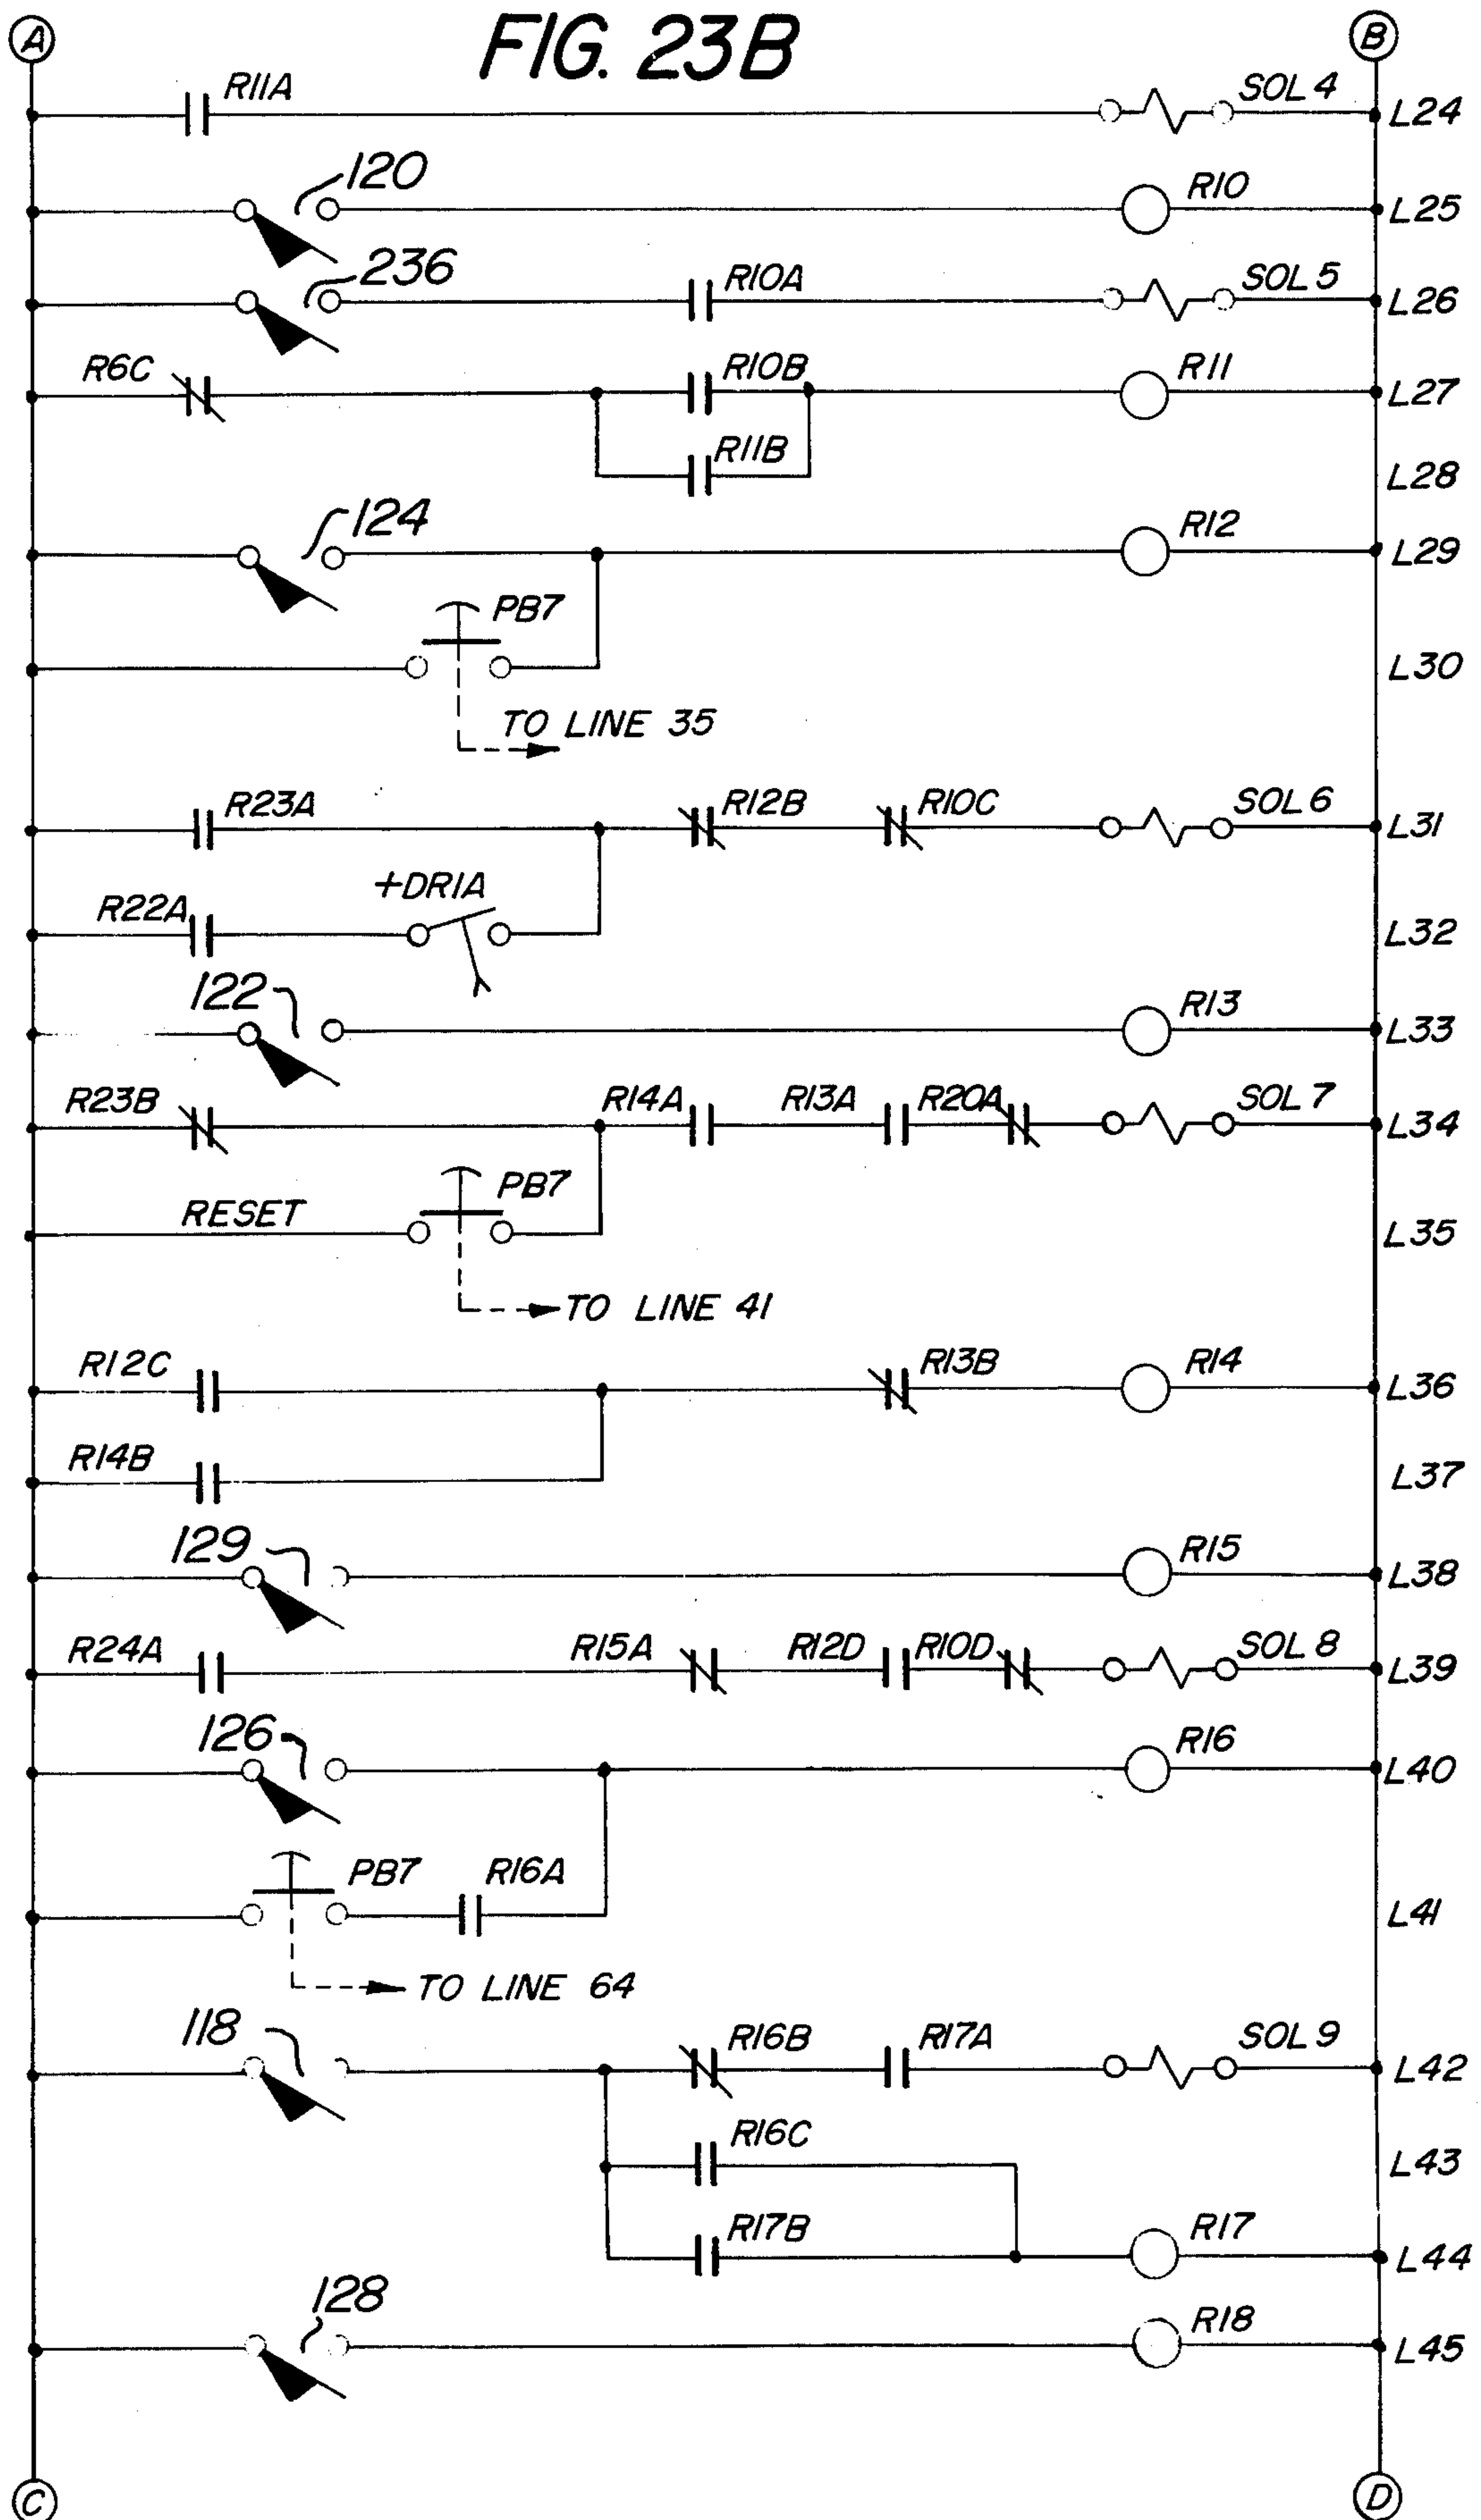 A FIG. 23B B
R11A SOL 4 L24
120 R10 L25
236 R10A SOL 5 L26
R6C R10B R11 L27
R11B L28
124 R12 L29
PB7 L30
TO LINE 35
R23A R12B R10C SOL 6 L31
R22A +DR1A L32
122 R13 L33
R23B R14A R13A R20A SOL 7 L34
RESET PB7 L35
TO LINE 41
R12C R13B R14 L36
R14B L37
129 R15 L38
R24A R15A R12D R10D SOL 8 L39
126 R16 L40
PB7 R16A L41
TO LINE 64
118 R16B R17A SOL 9 L42
R16C L43
R17B R17 L44
128 R18 L45
C D